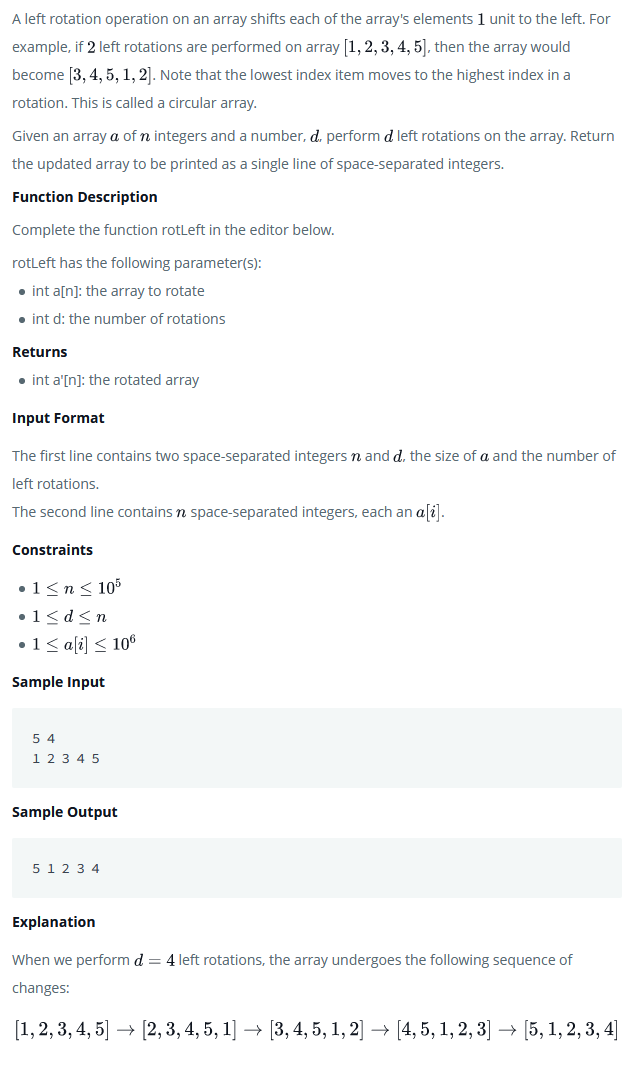 A left rotation operation on an array shifts each of the array's elements 1 unit to the left. For
example, if 2 left rotations are performed on array [1, 2, 3, 4, 5], then the array would
become [3, 4, 5, 1, 2]. Note that the lowest index item moves to the highest index in a
rotation. This is called a circular array.
Given an array a of n integers and a number, d, perform d left rotations on the array. Return
the updated array to be printed as a single line of space-separated integers.
Function Description
Complete the function rotLeft in the editor below.
rotLeft has the following parameter(s):
• int a[n]: the array to rotate
• int d: the number of rotations
Returns
• int a'[n]: the rotated array
Input Format
The first line contains two space-separated integers n and d, the size of a and the number of
left rotations.
The second line contains n space-separated integers, each an a[i].
Constraints
• 1 ≤ n ≤ 10⁵
• 1 ≤ d ≤ n
• 1 ≤ a[i] ≤ 10⁶
Sample Input
5 4
1 2 3 4 5
Sample Output
5 1 2 3 4
Explanation
When we perform d = 4 left rotations, the array undergoes the following sequence of
changes:
[1, 2, 3, 4, 5] → [2, 3, 4, 5, 1] → [3, 4, 5, 1, 2] → [4, 5, 1, 2, 3] → [5, 1, 2, 3, 4]